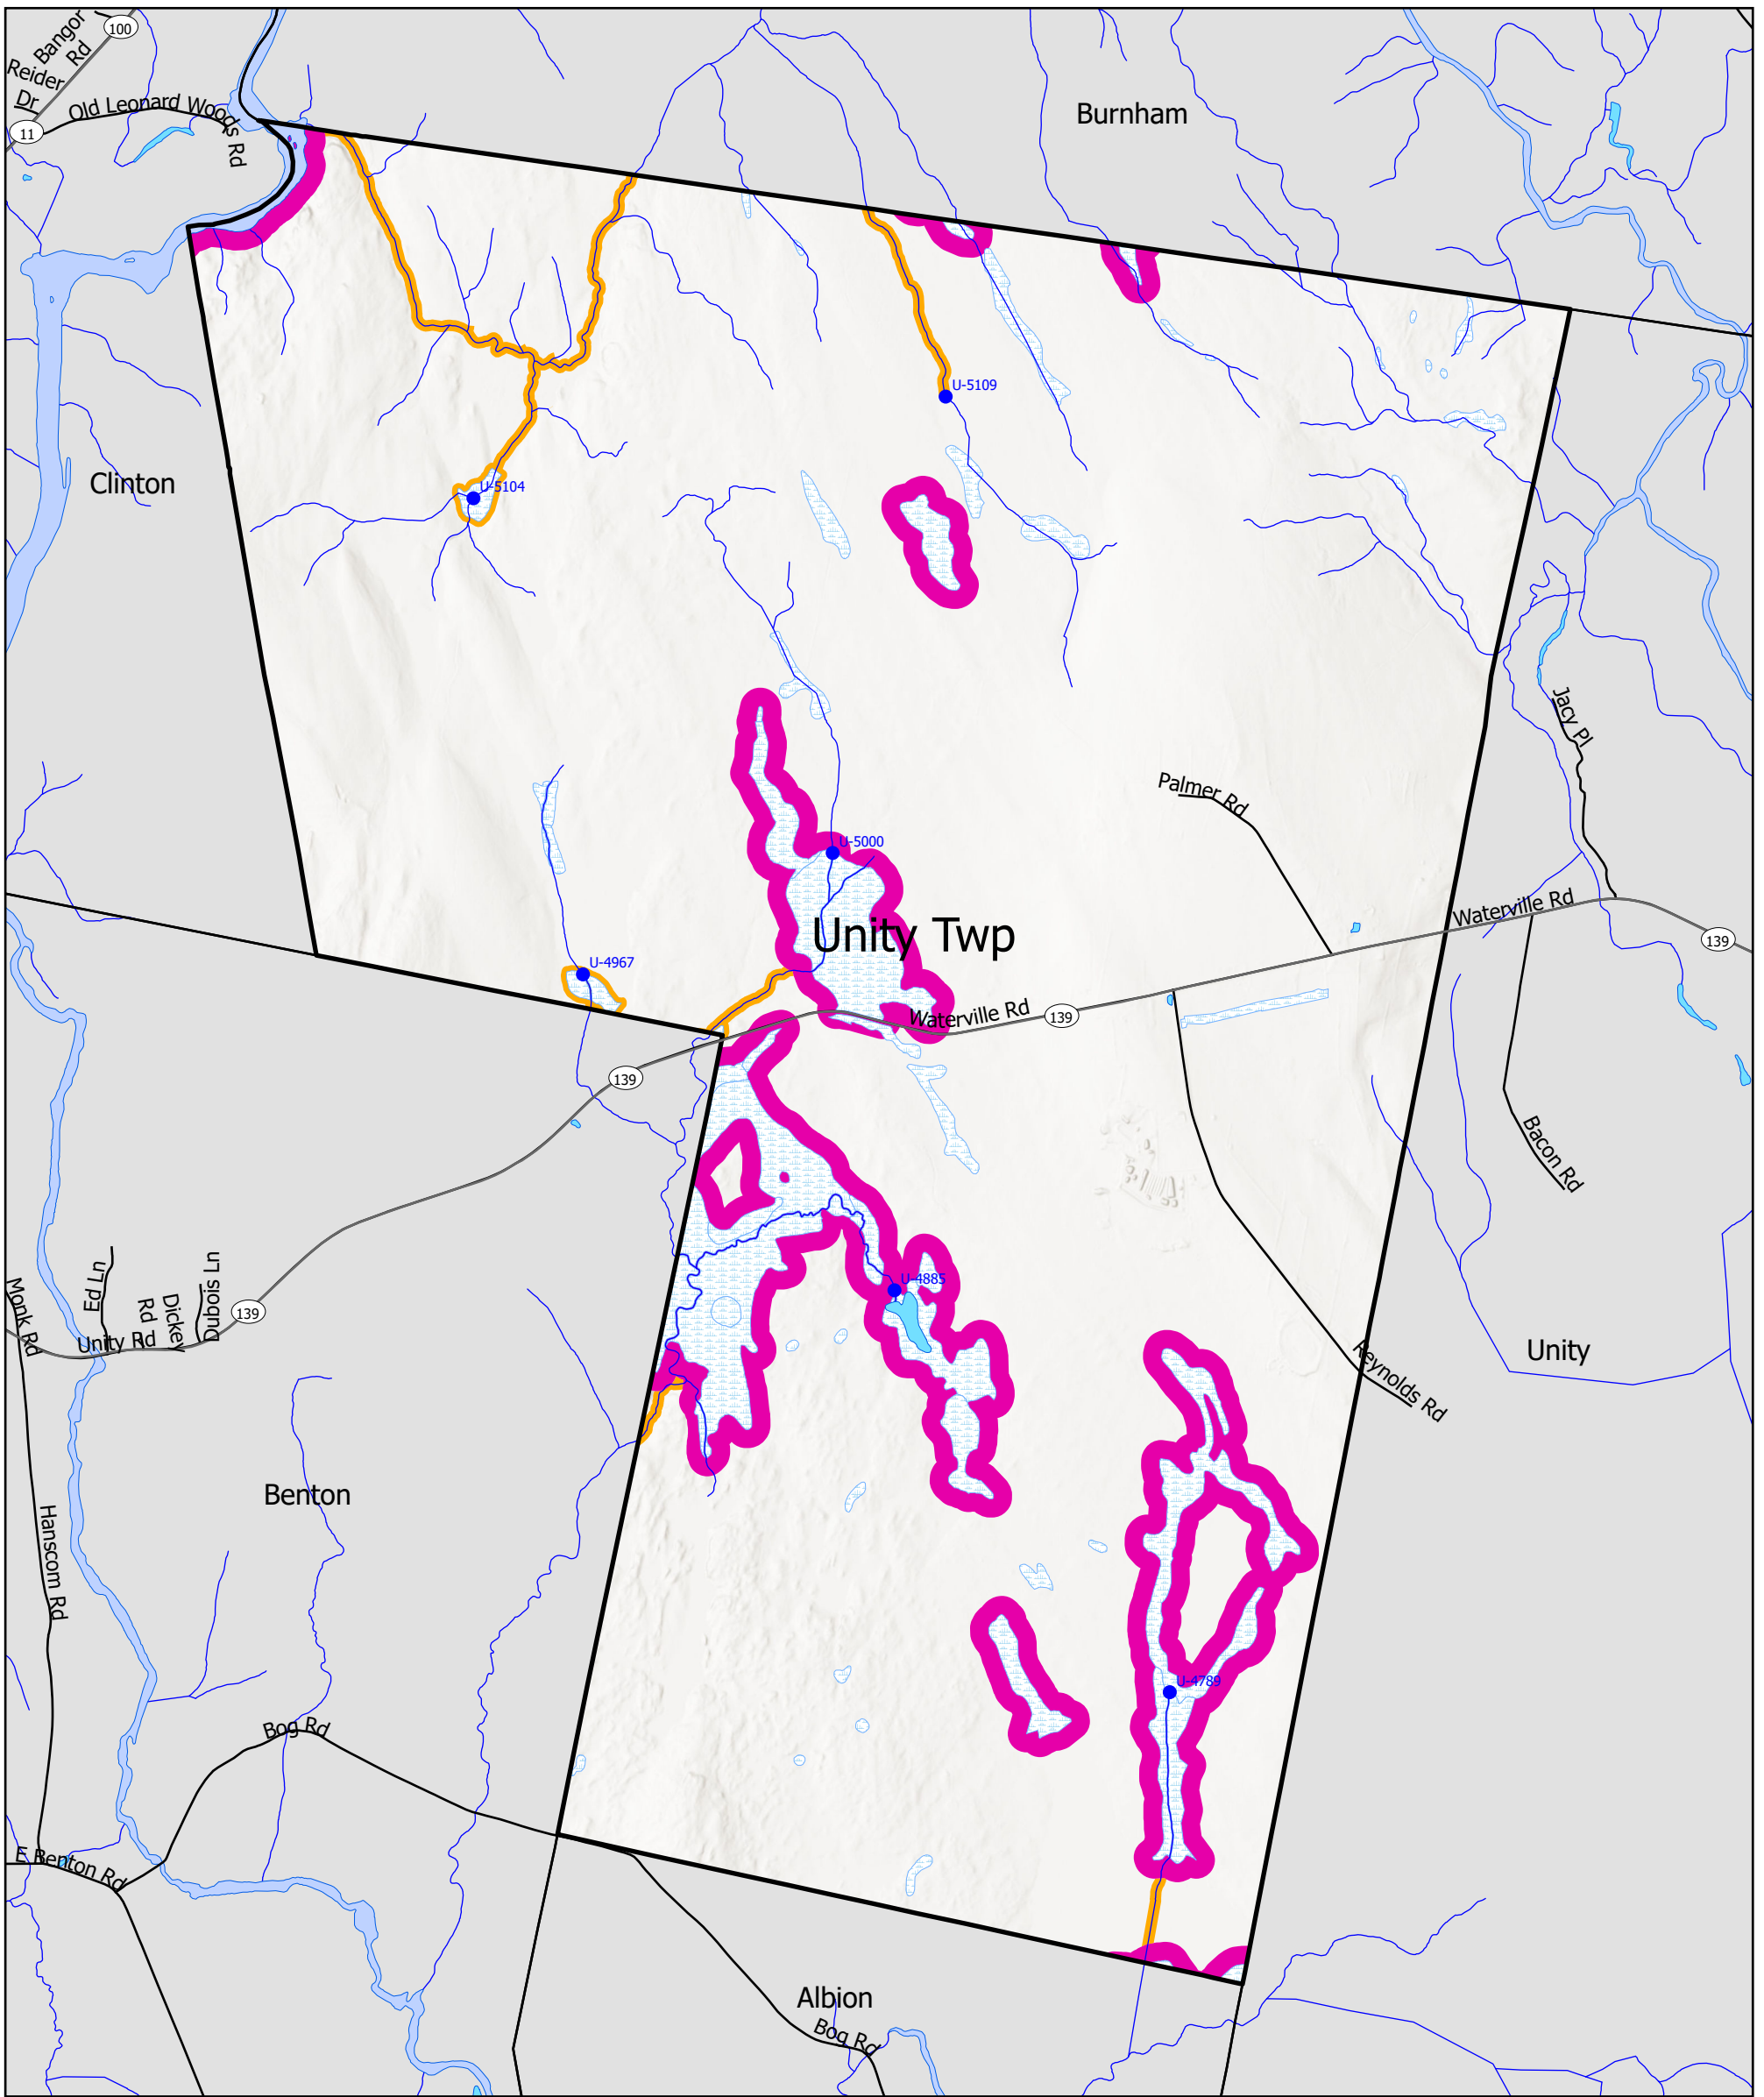 100
Bangor
Rd
Reider
Dr
Old Leonard Woods Rd
11
Burnham
U-5109
Clinton
U-5104
Jacy Pl
Palmer Rd
U-5000
Waterville Rd
Unity Twp
139
U-4967
Waterville Rd
139
139
Bacon Rd
Monk Rd
Ed Ln
Rd
Dickey
Dubois Ln
139
Unity Rd
U-4885
Unity
Reynolds Rd
Benton
Hanscom Rd
U-4789
Bog Rd
E Benton Rd
Albion
Bog Rd